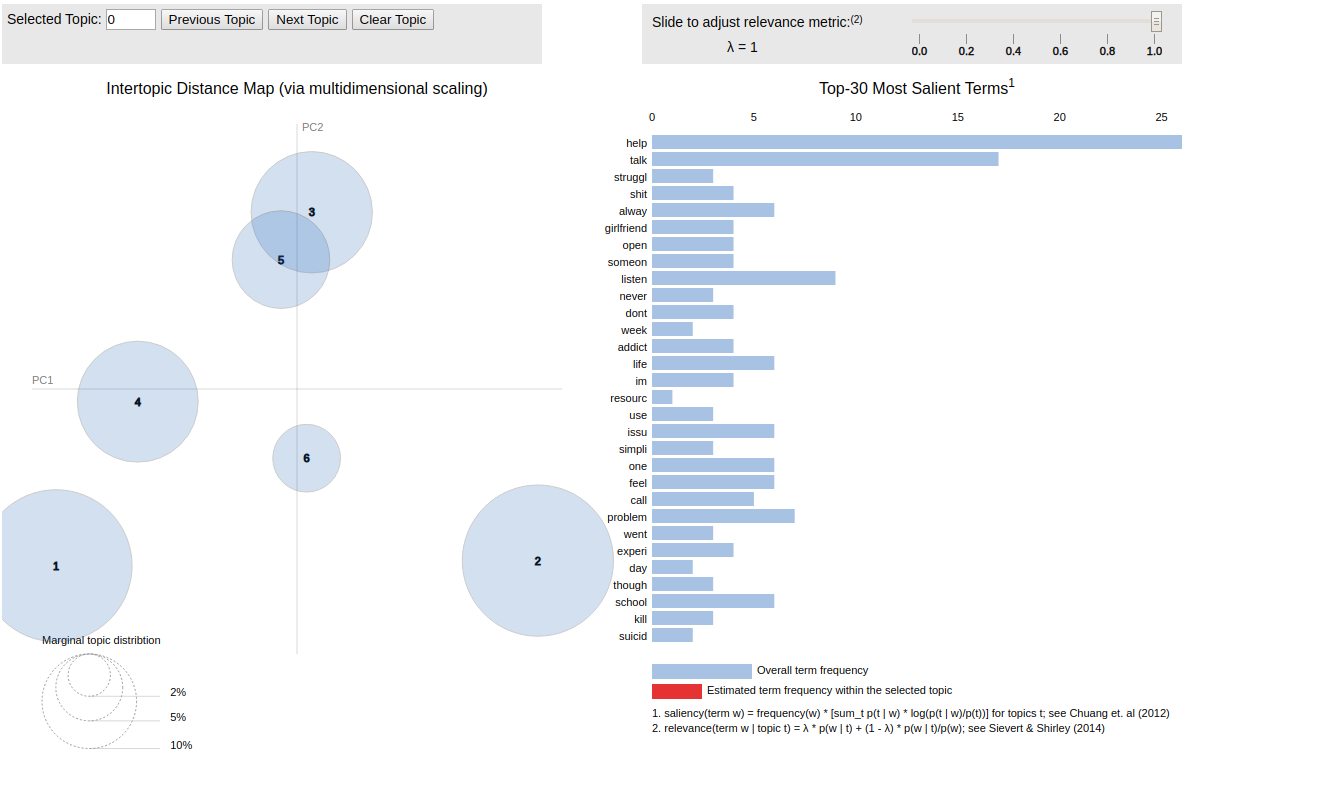 Selected Topic: 0 Previous Topic Next Topic Clear Topic
Slide to adjust relevance metric:(2)
λ = 1
0.0 0.2 0.4 0.6 0.8 1.0
Intertopic Distance Map (via multidimensional scaling)
PC2
3
5
PC1
4
6
1
2
Marginal topic distribtion
2%
5%
10%
Top-30 Most Salient Terms1
0 5 10 15 20 25
help
talk
struggl
shit
alway
girlfriend
open
someon
listen
never
dont
week
addict
life
im
resourc
use
issu
simpli
one
feel
call
problem
went
experi
day
though
school
kill
suicid
Overall term frequency
Estimated term frequency within the selected topic
1. saliency(term w) = frequency(w) * [sum_t p(t | w) * log(p(t | w)/p(t))] for topics t; see Chuang et. al (2012)
2. relevance(term w | topic t) = λ * p(w | t) + (1 - λ) * p(w | t)/p(w); see Sievert & Shirley (2014)